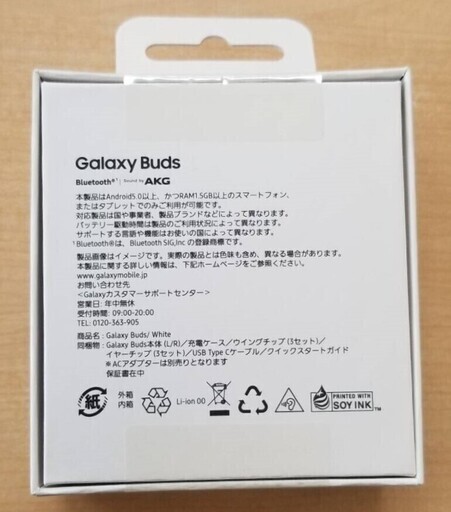 Galaxy Buds
Bluetooth®¹ | Sound by AKG
本製品はAndroid5.0以上、かつRAM1.5GB以上のスマートフォン、
またはタブレットでのみご利用が可能です。
対応製品は国や事業者、製品ブランドなどによって異なります。
バッテリー駆動時間は製品のご利用状況によって異なります。
サポートする言語や機能はお使いの国によって異なります。
¹ Bluetooth®は、Bluetooth SIG,Inc の登録商標です。
製品画像はイメージです。実際の製品とは色味も含め、異なる場合があります。
本製品に関する詳しい情報は、下記ホームページをご参照ください。
www.galaxymobile.jp
お問い合わせ先
<Galaxyカスタマーサポートセンター>
営業日: 年中無休
受付時間: 09:00-20:00
TEL: 0120-363-905
商品名 : Galaxy Buds/ White
同梱物 : Galaxy Buds本体 (L/R)/充電ケース/ウイングチップ (3セット)/
イヤーチップ (3セット)/USB Type Cケーブル/クイックスタートガイド
※ACアダプターは別売りとなります
保証書在中
紙
外箱
内箱
Li-ion 00
PRINTED WITH
SOY INK™